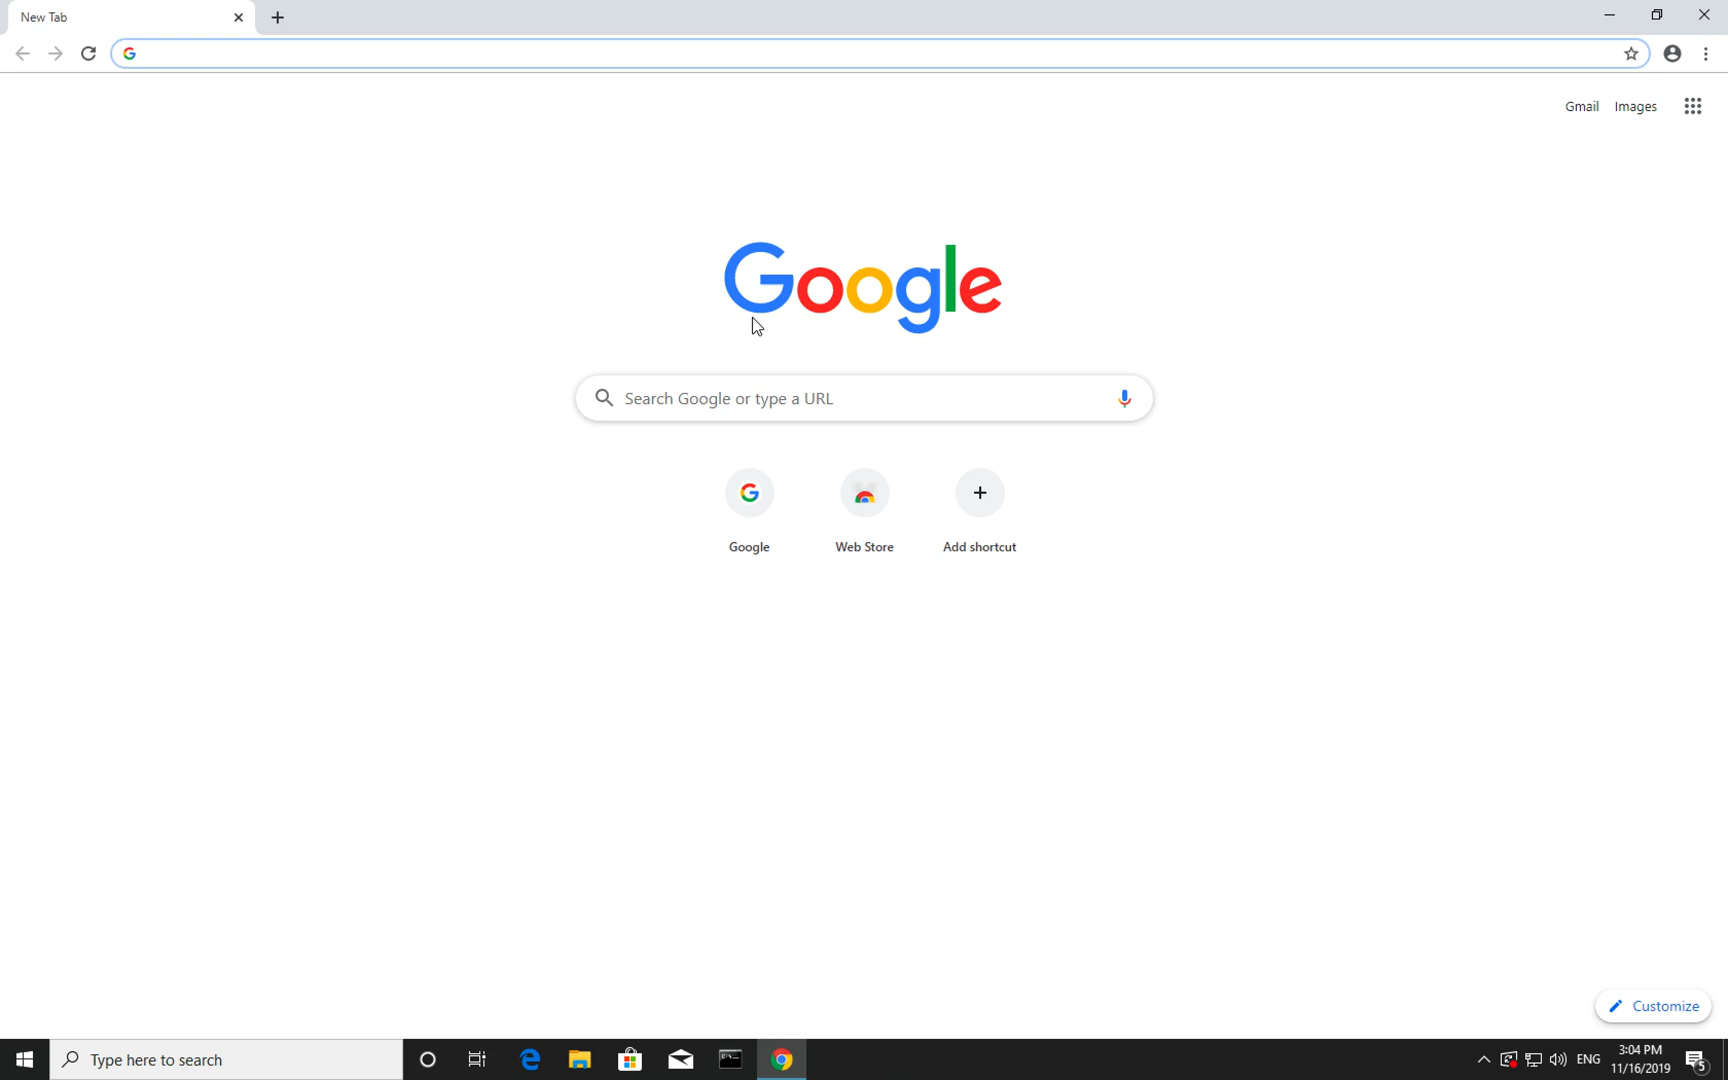 New Tab
Gmail Images
Google
Search Google or type a URL
Google
Web Store
Add shortcut
Customize
Type here to search
ENG
3:04 PM
11/16/2019
5